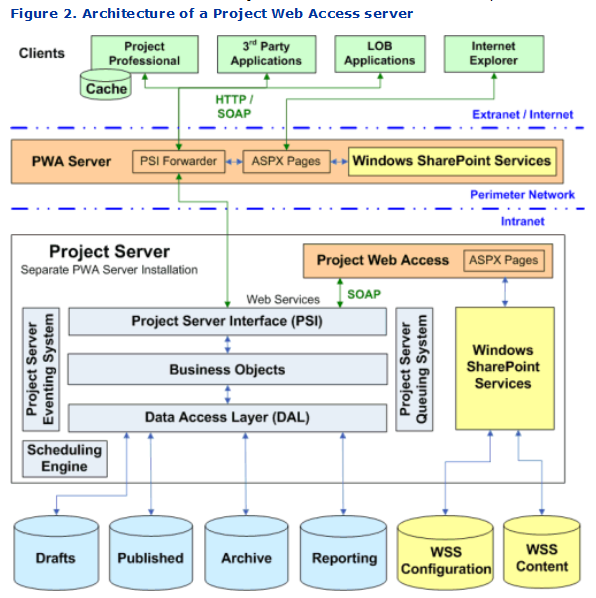 Figure 2. Architecture of a Project Web Access server
Clients
Project
Professional
Cache
3rd Party
Applications
LOB
Applications
Internet
Explorer
HTTP /
SOAP
Extranet / Internet
PWA Server
PSI Forwarder
ASPX Pages
Windows SharePoint Services
Perimeter Network
Intranet
Project Server
Separate PWA Server Installation
Project Web Access
ASPX Pages
Web Services
SOAP
Project Server
Eventing System
Project Server Interface (PSI)
Business Objects
Data Access Layer (DAL)
Project Server
Queuing System
Windows
SharePoint
Services
Scheduling
Engine
Drafts
Published
Archive
Reporting
WSS
Configuration
WSS
Content